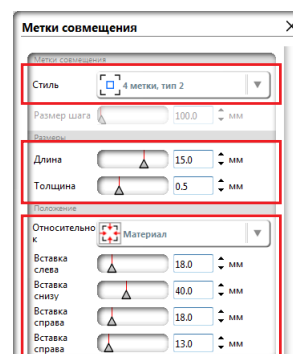 Метки совмещения
Метки совмещения
Стиль 4 метки, тип 2
Размер шага 100.0 мм
Размеры
Длина 15.0 мм
Толщина 0.5 мм
Положение
Относительно
к Материал
Вставка
слева 18.0 мм
Вставка
снизу 40.0 мм
Вставка
справа 18.0 мм
Вставка
справа 13.0 мм